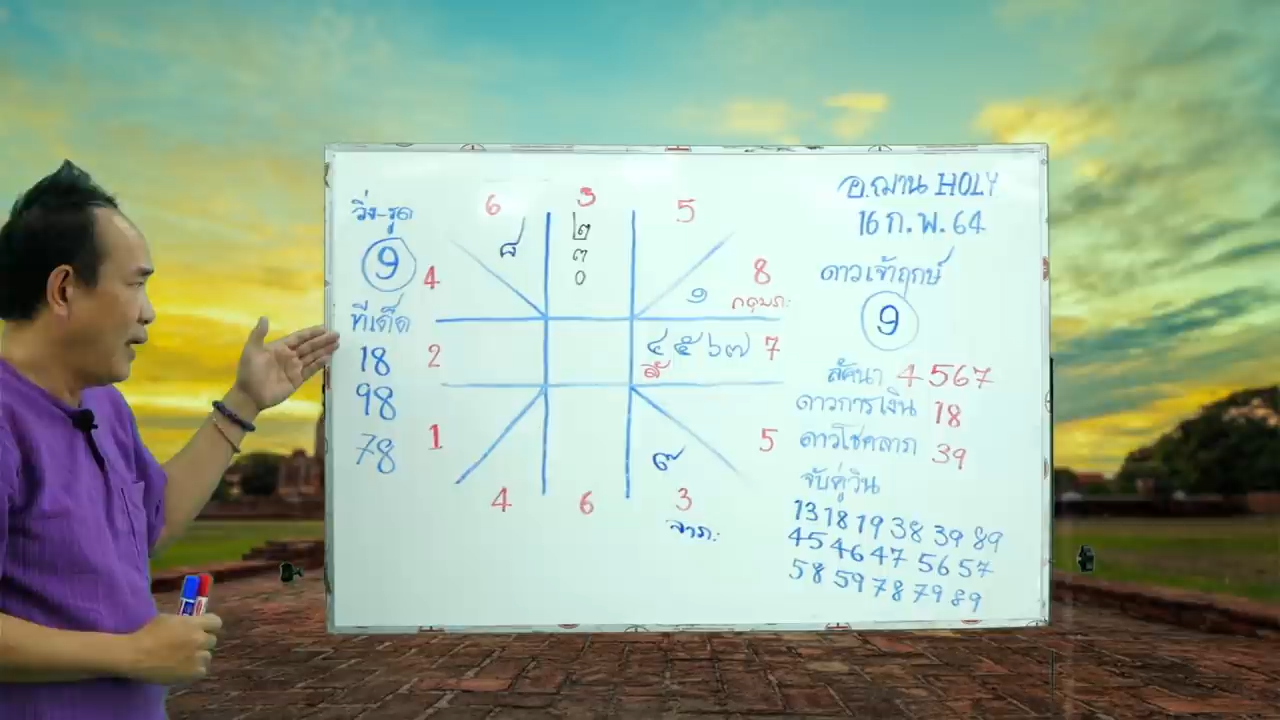 วิ่ง-รูด
9
ทีเด็ด
18
98
78
6 3 5
๘ ๒
๓
๐
4 8
๑ กดุมภะ
2 ๔ ๕ ๖ ๗ 7
ลั
1 5
๙
4 6 3
ลาภะ
อ.ฌาน HOLY
16 ก.พ. 64
ดาวเจ้าฤกษ์
9
ลัคนา 4567
ดาวการเงิน 18
ดาวโชคลาภ 39
จับคู่วิน
13 18 19 38 39 89
45 46 47 56 57
58 59 78 79 89